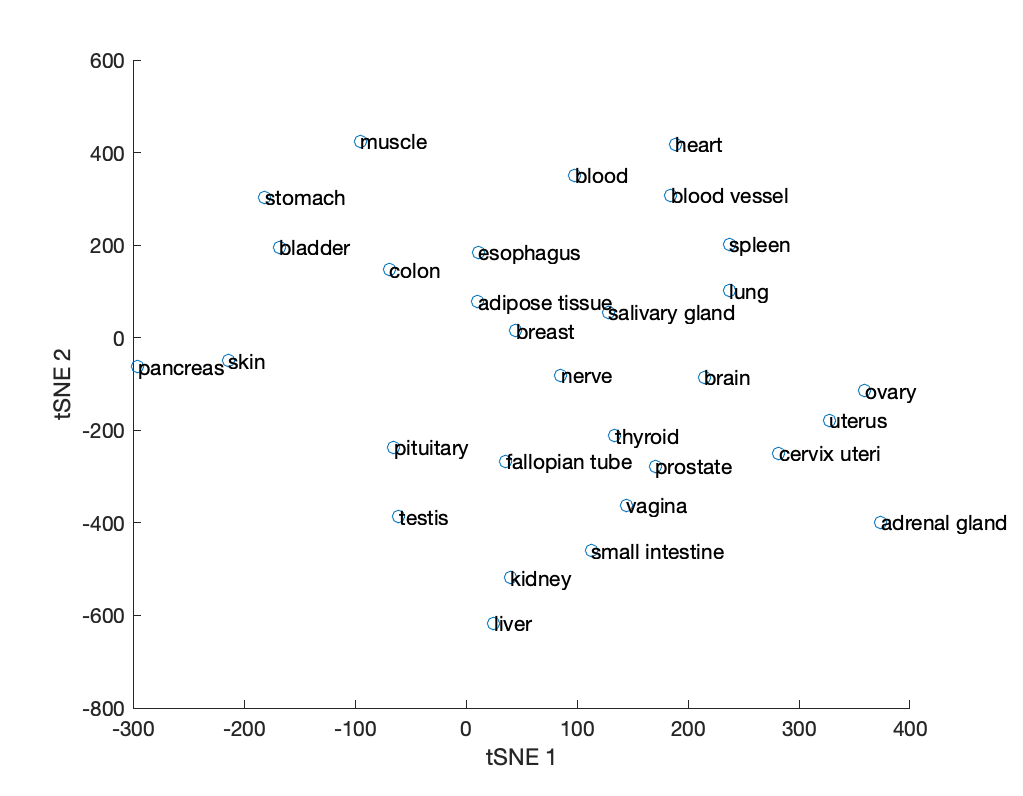 600
muscle
heart
400
blood
stomach
blood vessel
bladder
spleen
200
esophagus
colon
lung
adipose tissue
salivary gland
breast
0
pancreas
skin
nerve
brain
ovary
uterus
-200
thyroid
pituitary
cervix uteri
fallopian tube
prostate
vagina
testis
adrenal gland
-400
small intestine
kidney
-600
liver
-800
-300 -200 -100 0 100 200 300 400
tSNE 1
tSNE 2